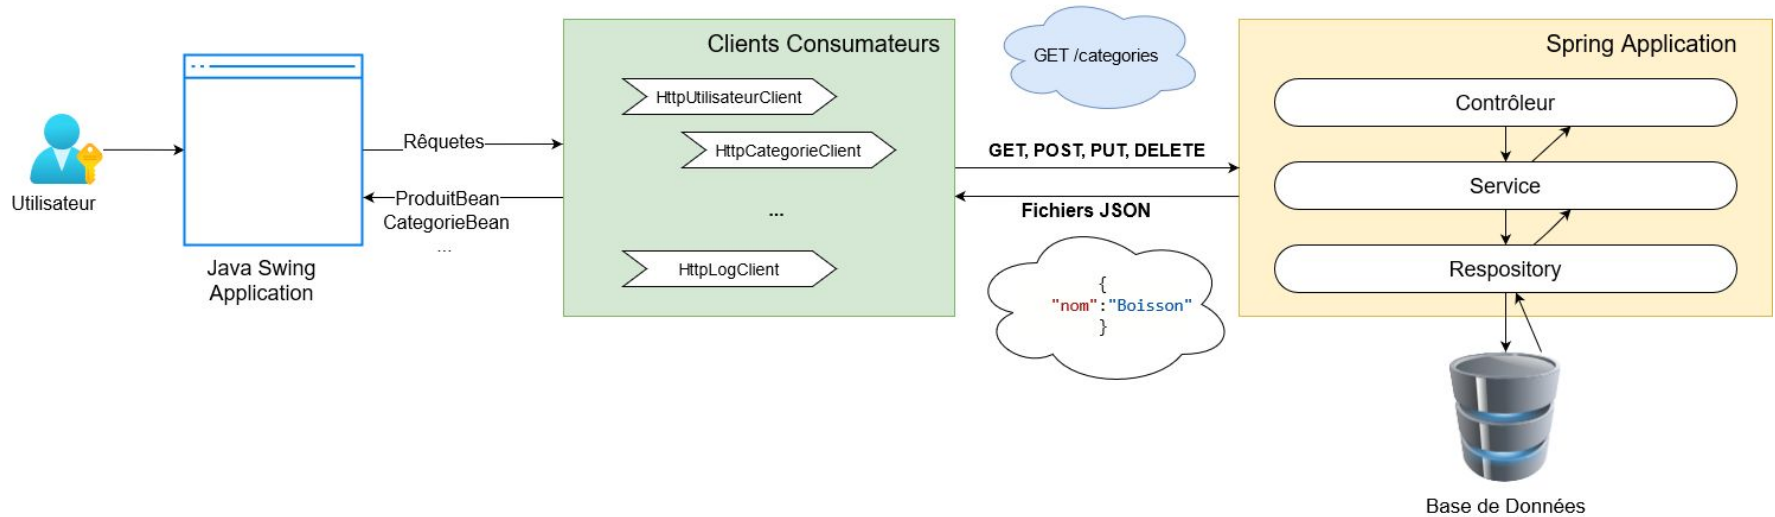 Utilisateur
Java Swing
Application
Rêquetes
ProduitBean
CategorieBean
...
Clients Consumateurs
HttpUtilisateurClient
HttpCategorieClient
...
HttpLogClient
GET /categories
GET, POST, PUT, DELETE
Fichiers JSON
{
"nom":"Boisson"
}
Spring Application
Contrôleur
Service
Respository
Base de Données